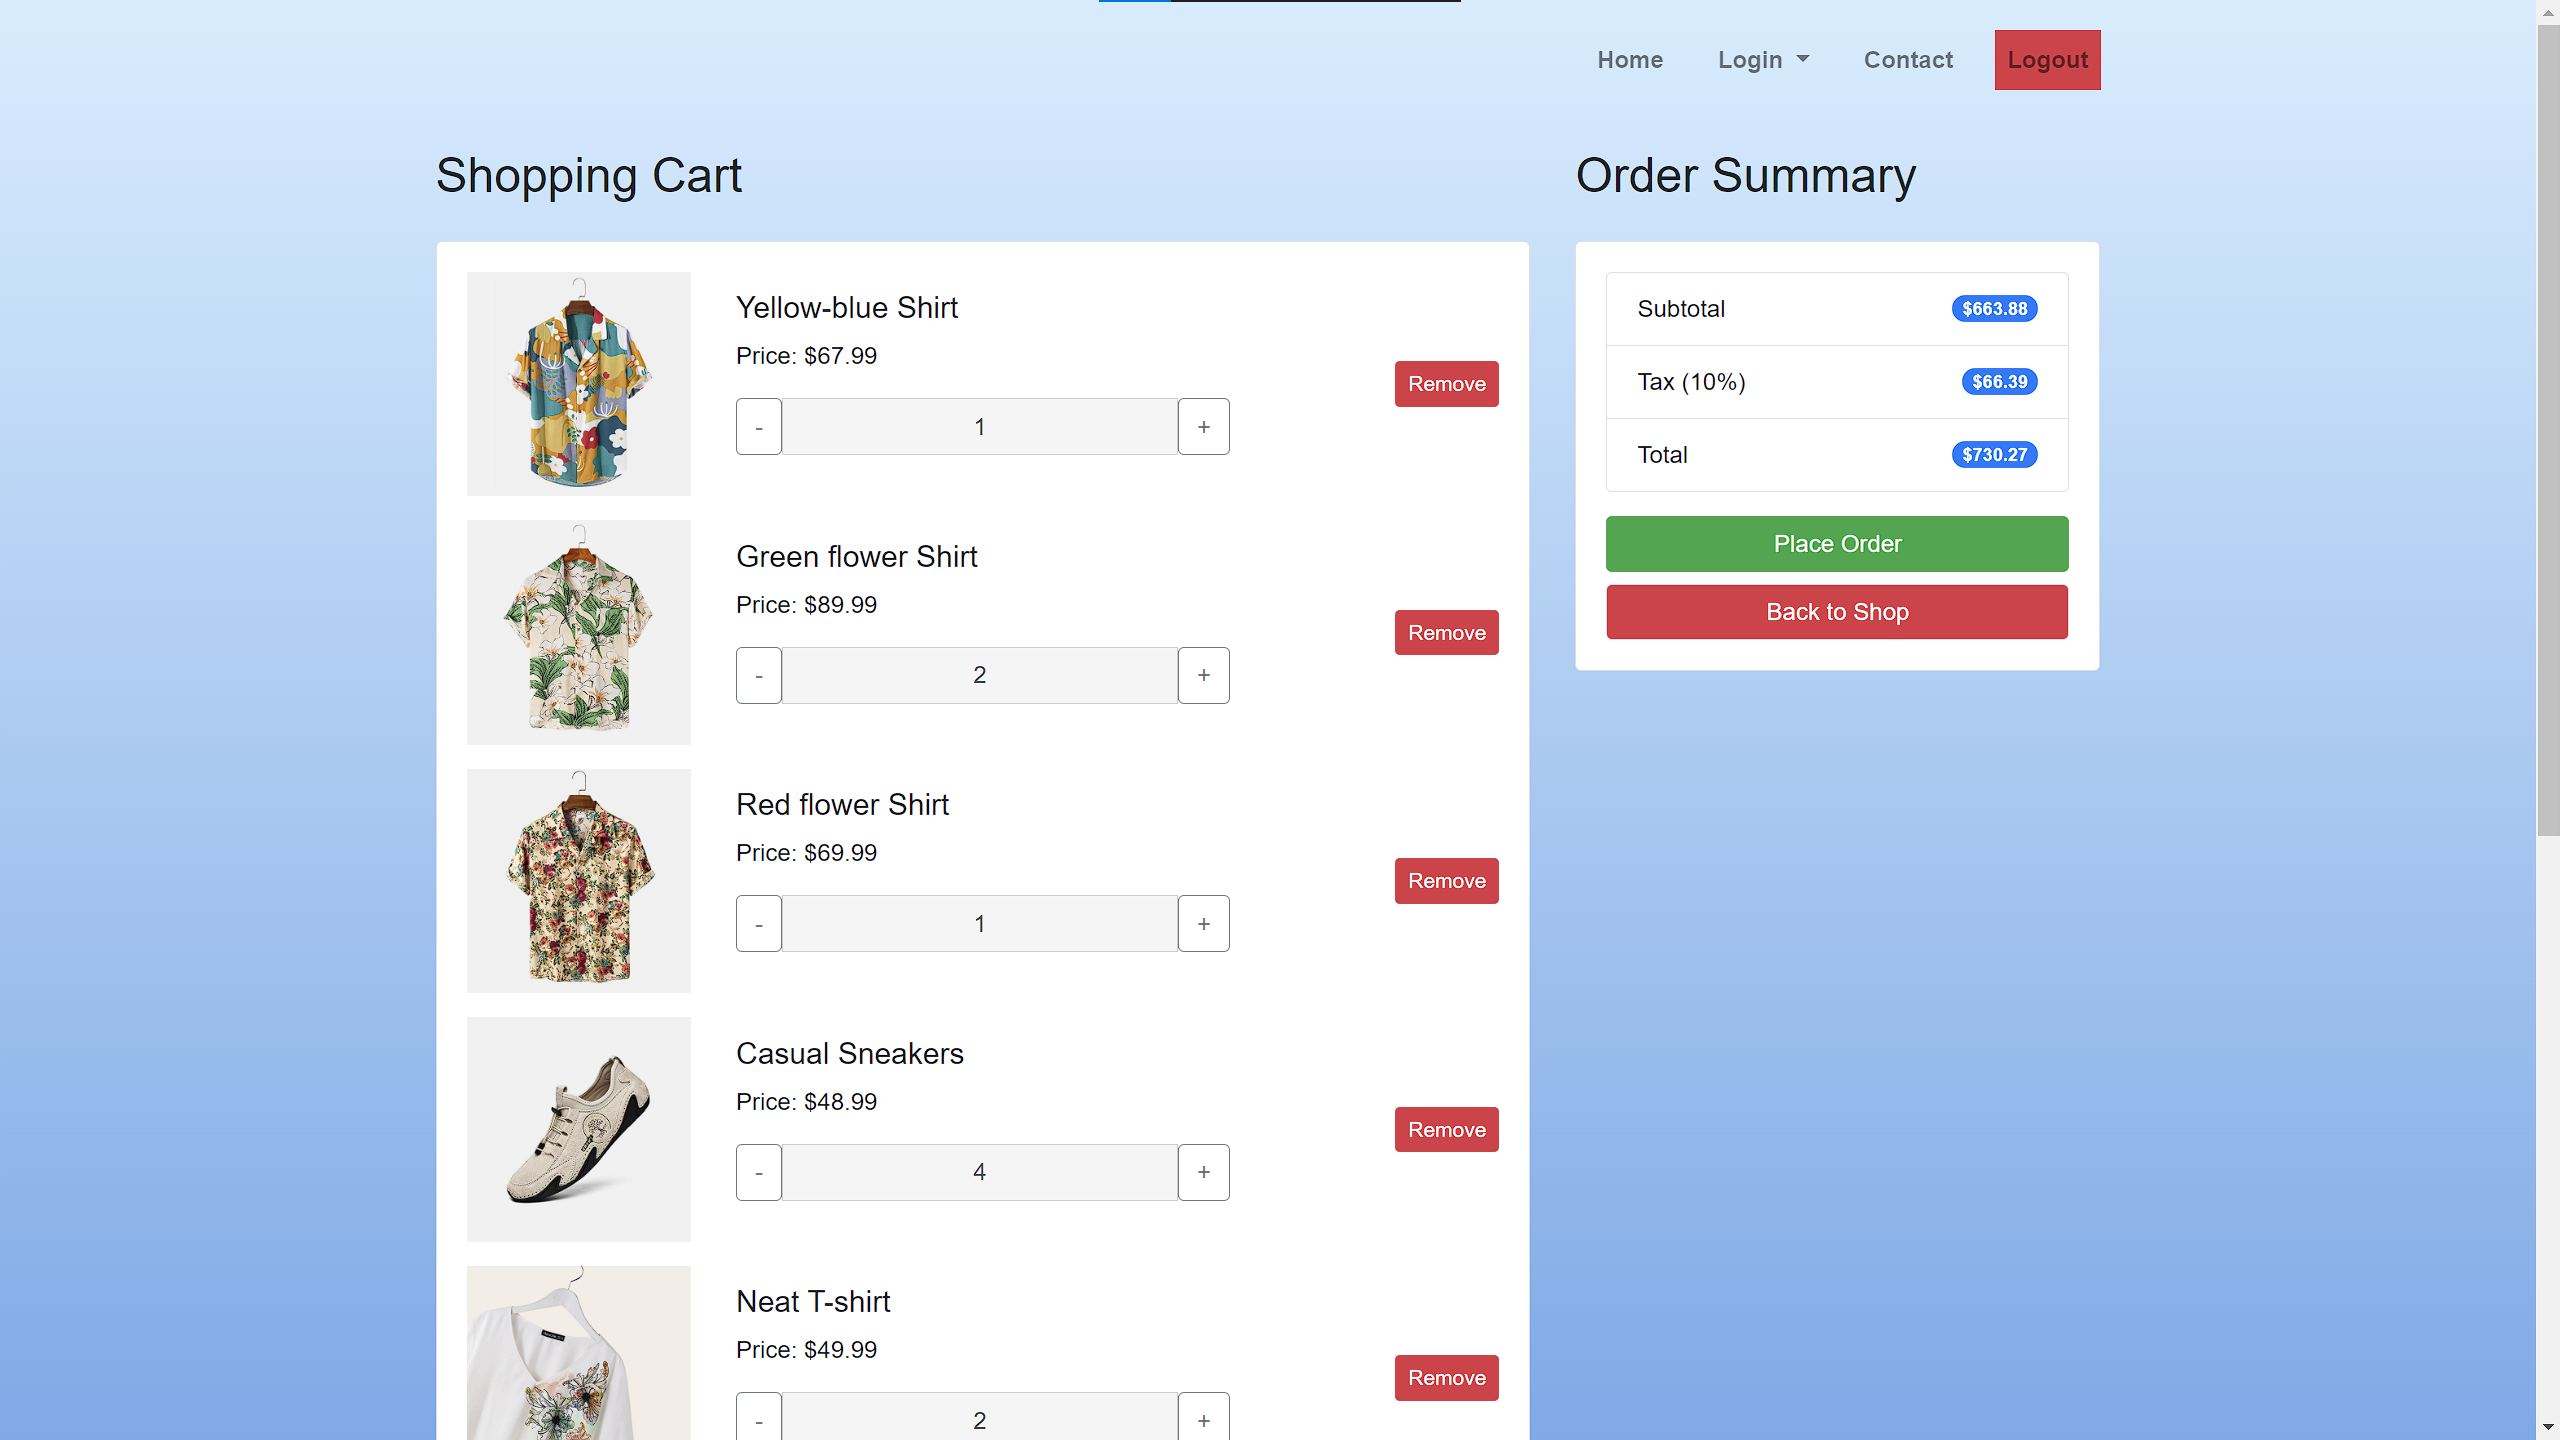 Home Login Contact Logout
Shopping Cart
Order Summary
Yellow-blue Shirt
Price: $67.99
- 1 +
Remove
Green flower Shirt
Price: $89.99
- 2 +
Remove
Red flower Shirt
Price: $69.99
- 1 +
Remove
Casual Sneakers
Price: $48.99
- 4 +
Remove
Neat T-shirt
Price: $49.99
- 2 +
Remove
Subtotal $663.88
Tax (10%) $66.39
Total $730.27
Place Order
Back to Shop